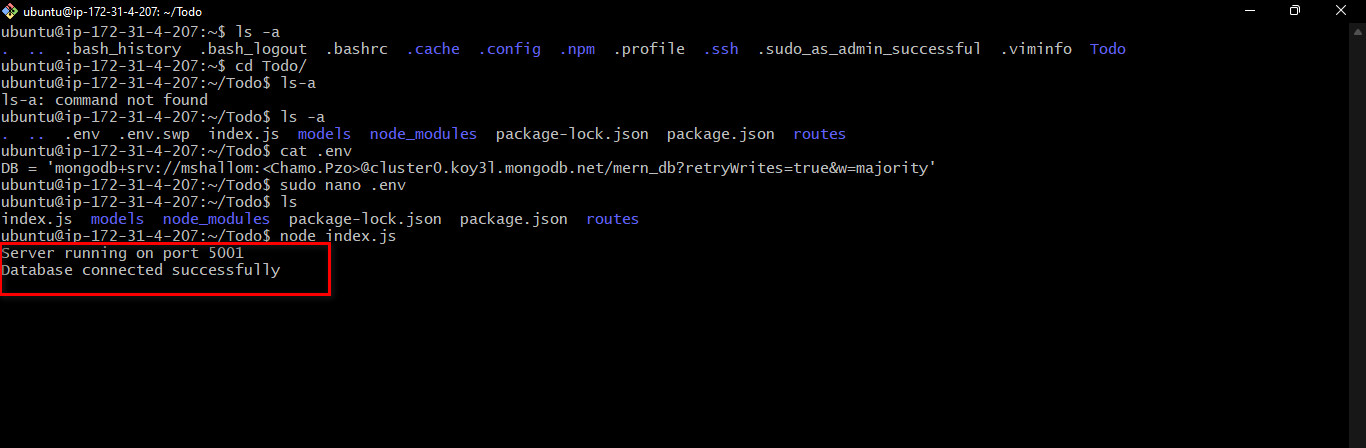 ubuntu@ip-172-31-4-207: ~/Todo
ubuntu@ip-172-31-4-207:~$ ls -a
. .. .bash_history .bash_logout .bashrc .cache .config .npm .profile .ssh .sudo_as_admin_successful .viminfo Todo
ubuntu@ip-172-31-4-207:~$ cd Todo/
ubuntu@ip-172-31-4-207:~/Todo$ ls-a
ls-a: command not found
ubuntu@ip-172-31-4-207:~/Todo$ ls -a
. .. .env .env.swp index.js models node_modules package-lock.json package.json routes
ubuntu@ip-172-31-4-207:~/Todo$ cat .env
DB = 'mongodb+srv://mshallom:<Chamo.Pzo>@cluster0.koy3l.mongodb.net/mern_db?retryWrites=true&w=majority'
ubuntu@ip-172-31-4-207:~/Todo$ sudo nano .env
ubuntu@ip-172-31-4-207:~/Todo$ ls
index.js models node_modules package-lock.json package.json routes
ubuntu@ip-172-31-4-207:~/Todo$ node index.js
Server running on port 5001
Database connected successfully